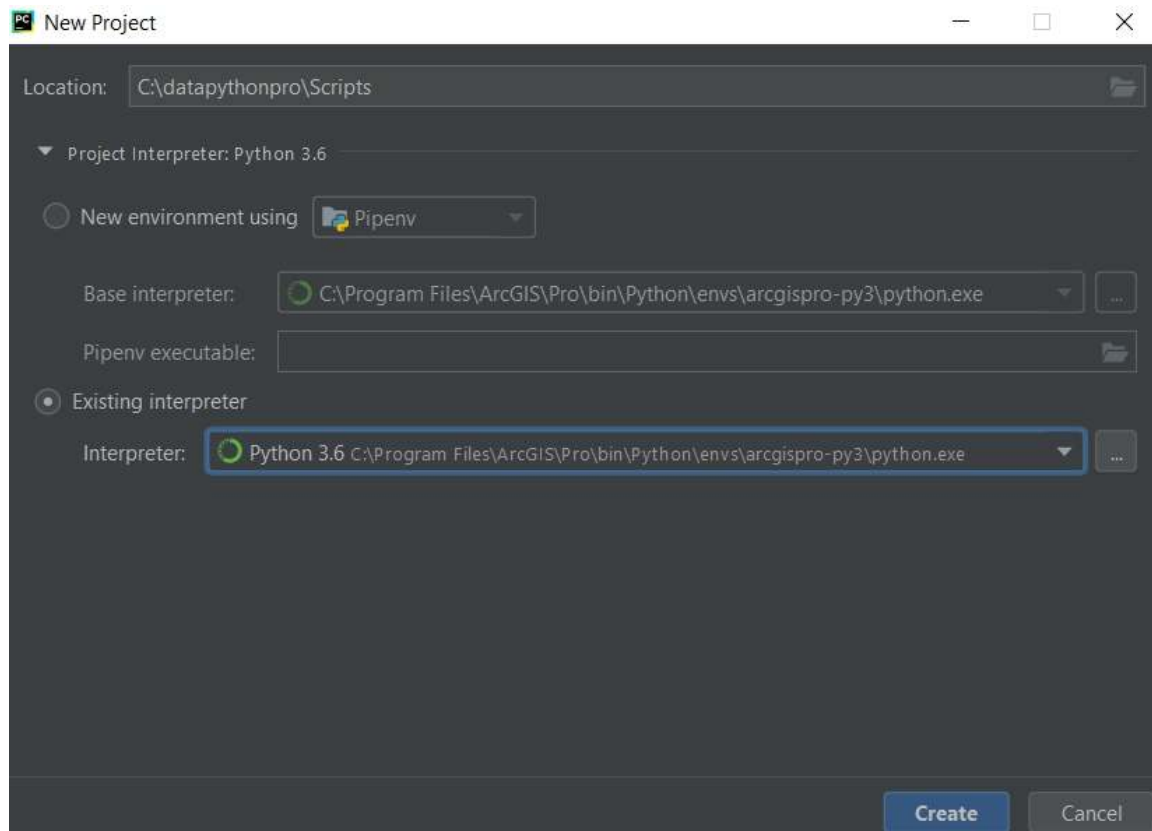 PC New Project
Location: C:\datapythonpro\Scripts
Project Interpreter: Python 3.6
New environment using Pipenv
Base interpreter: C:\Program Files\ArcGIS\Pro\bin\Python\envs\arcgispro-py3\python.exe ...
Pipenv executable:
Existing interpreter
Interpreter: Python 3.6 C:\Program Files\ArcGIS\Pro\bin\Python\envs\arcgispro-py3\python.exe ...
Create Cancel